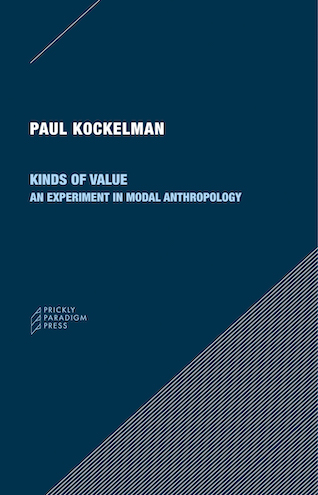 PAUL KOCKELMAN
KINDS OF VALUE
AN EXPERIMENT IN MODAL ANTHROPOLOGY
PRICKLY
PARADIGM
PRESS